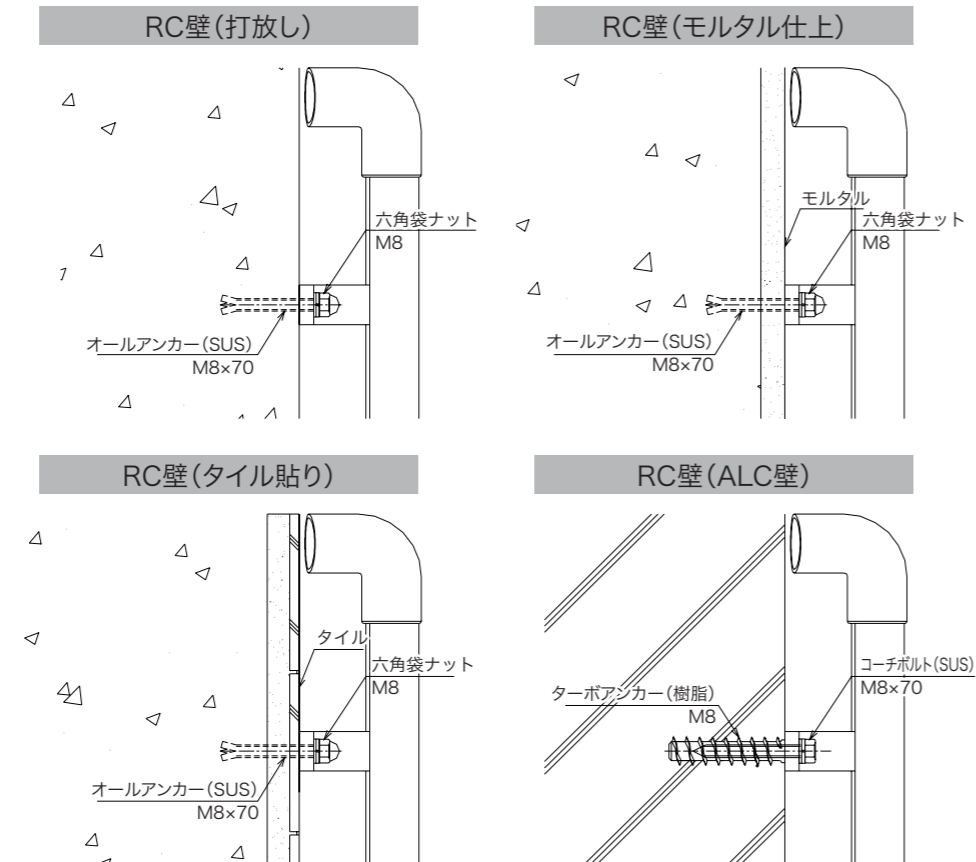 RC壁（打放し）
六角袋ナット
M8
オールアンカー（SUS）
M8×70
RC壁（モルタル仕上）
モルタル
六角袋ナット
M8
オールアンカー（SUS）
M8×70
RC壁（タイル貼り）
タイル
六角袋ナット
M8
オールアンカー（SUS）
M8×70
RC壁（ALC壁）
コーチボルト（SUS）
M8×70
ターボアンカー（樹脂）
M8